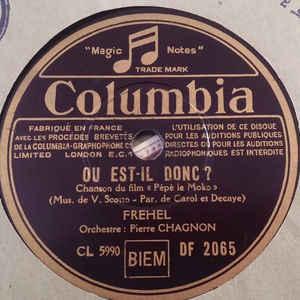 "Magic Notes"
TRADE MARK
Columbia
FABRIQUÉ EN FRANCE
AVEC LES PROCÉDÉS BREVETÉS
DE LA COLUMBIA-GRAPHOPHONE
LIMITED LONDON E.C.1
L'UTILISATION DE CE DISQUE
POUR LES AUDITIONS PUBLIQUES
DIRECTES OU PAR LES AUDITIONS
RADIOPHONIQUES EST INTERDITE
OU EST-IL DONC ?
Chanson du film « Pépé le Moko »
(Mus. de V. Scotto - Par. de Carol et Decaye)
FREHEL
Orchestre : Pierre CHAGNON
CL 5990 BIEM DF 2065